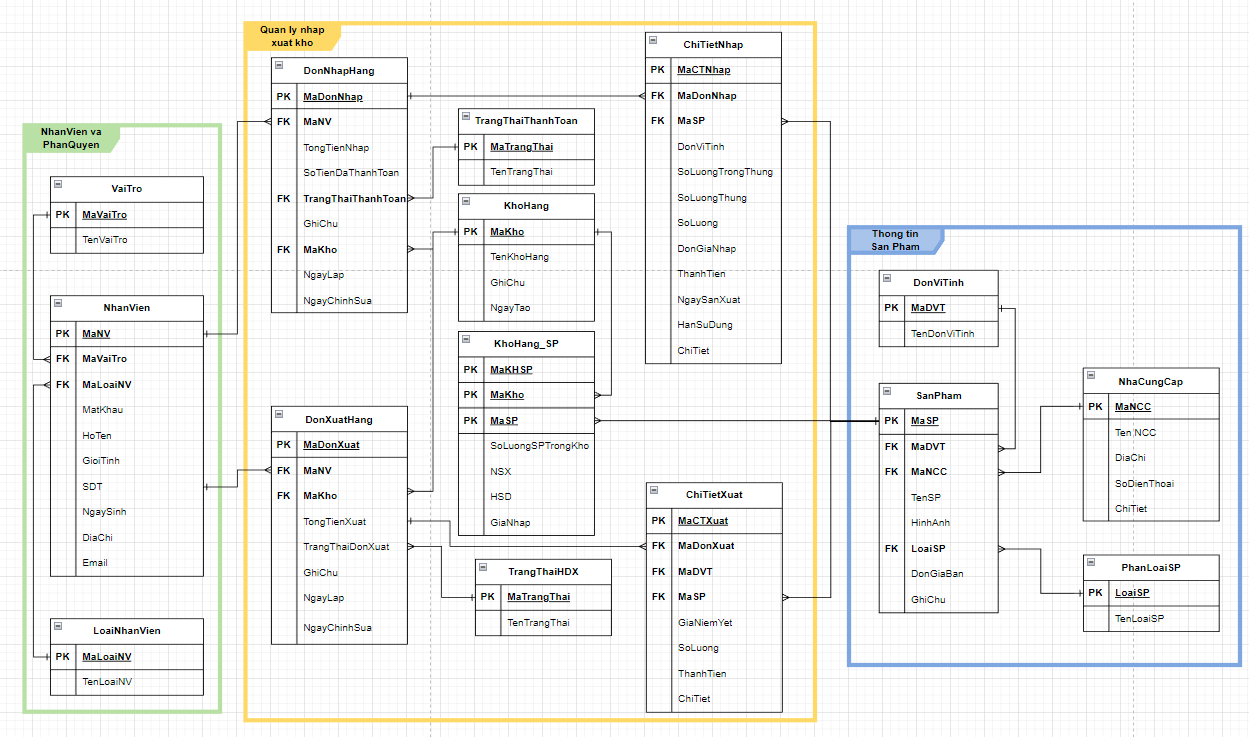 NhanVien va
PhanQuyen
VaiTro
PK MaVaiTro
TenVaiTro
NhanVien
PK MaNV
FK MaVaiTro
FK MaLoaiNV
MatKhau
HoTen
GioiTinh
SDT
NgaySinh
DiaChi
Email
LoaiNhanVien
PK MaLoaiNV
TenLoaiNV
Quan ly nhap
xuat kho
DonNhapHang
PK MaDonNhap
FK MaNV
TongTienNhap
SoTienDaThanhToan
FK TrangThaiThanhToan
GhiChu
FK MaKho
NgayLap
NgayChinhSua
DonXuatHang
PK MaDonXuat
FK MaNV
FK MaKho
TongTienXuat
TrangThaiDonXuat
GhiChu
NgayLap
NgayChinhSua
TrangThaiThanhToan
PK MaTrangThai
TenTrangThai
KhoHang
PK MaKho
TenKhoHang
GhiChu
NgayTao
KhoHang_SP
PK MaKHSP
PK MaKho
PK MaSP
SoLuongSPTrongKho
NSX
HSD
GiaNhap
TrangThaiHDX
PK MaTrangThai
TenTrangThai
ChiTietNhap
PK MaCTNhap
FK MaDonNhap
FK MaSP
DonViTinh
SoLuongTrongThung
SoLuongThung
SoLuong
DonGiaNhap
ThanhTien
NgaySanXuat
HanSuDung
ChiTiet
ChiTietXuat
PK MaCTXuat
FK MaDonXuat
FK MaDVT
FK MaSP
GiaNiemYet
SoLuong
ThanhTien
ChiTiet
Thong tin
San Pham
DonViTinh
PK MaDVT
TenDonViTinh
SanPham
PK MaSP
FK MaDVT
FK MaNCC
TenSP
HinhAnh
FK LoaiSP
DonGiaBan
GhiChu
NhaCungCap
PK MaNCC
Ten NCC
DiaChi
SoDienThoai
ChiTiet
PhanLoaiSP
PK LoaiSP
TenLoaiSP